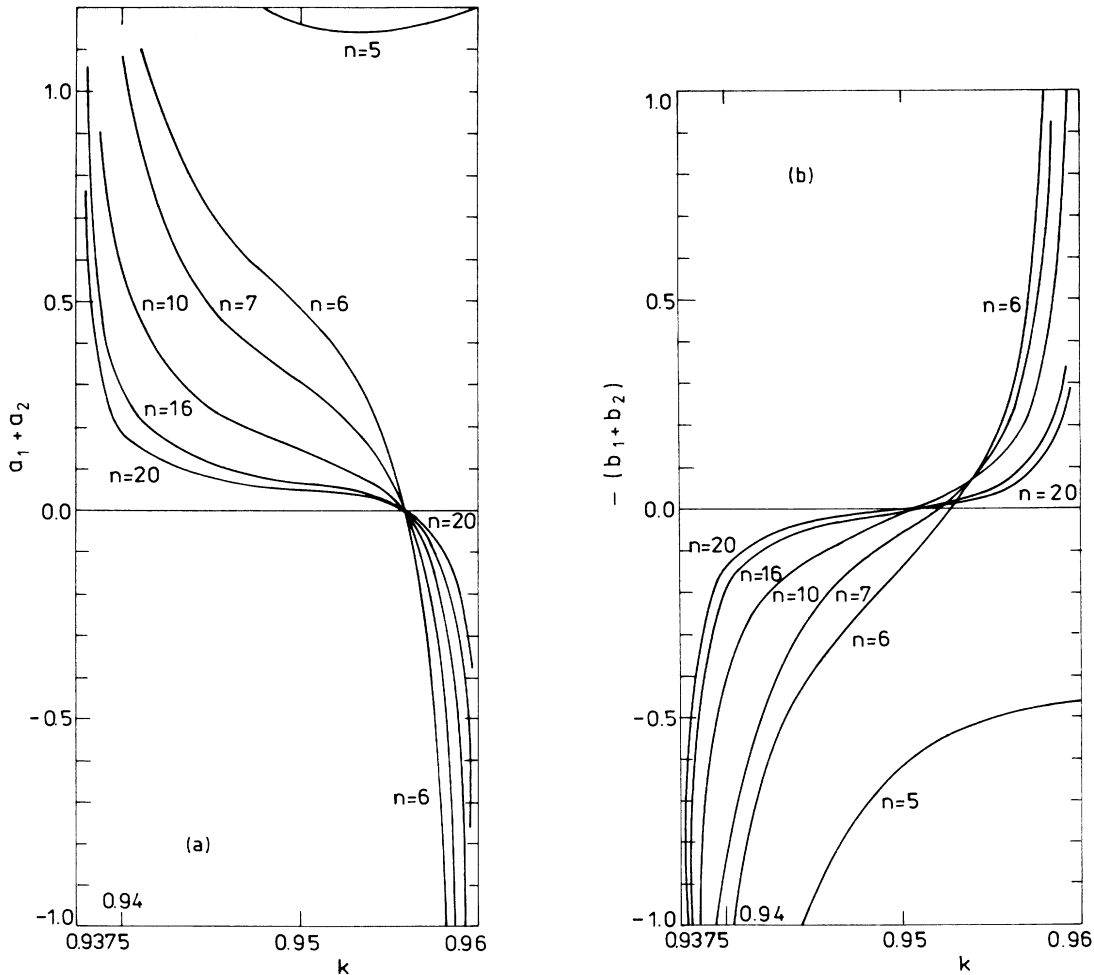 n=5
1.0
0.5
n=10
n=7
n=6
n=16
n=20
a₁ + a₂
0.0
n=20
-0.5
n=6
(a)
0.94
-1.0
0.9375
0.95
0.96
k
1.0
(b)
0.5
n=6
- (b₁ + b₂)
n=20
0.0
n=20
n=16
n=10
n=7
n=6
-0.5
n=5
0.94
-1.0
0.9375
0.95
0.96
k